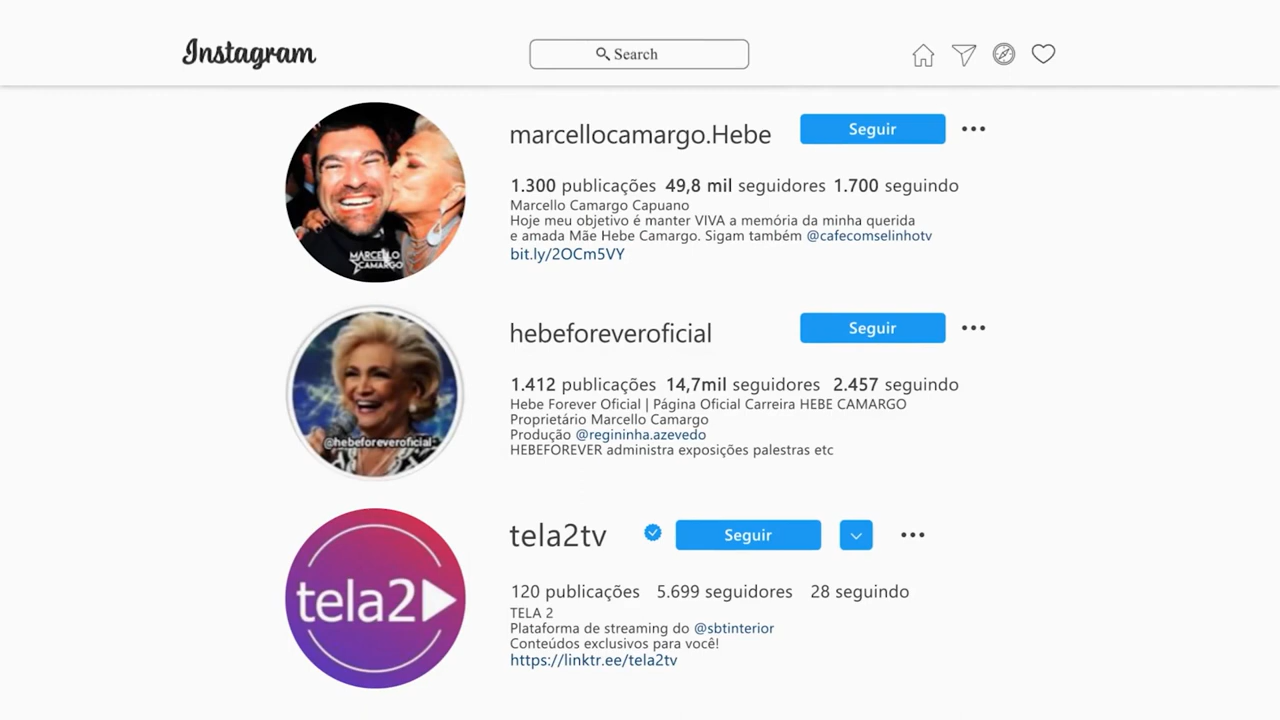 Instagram
Search
MARCELLO
CAMARGO
marcellocamargo.Hebe
Seguir
1.300 publicações 49,8 mil seguidores 1.700 seguindo
Marcello Camargo Capuano
Hoje meu objetivo é manter VIVA a memória da minha querida
e amada Mãe Hebe Camargo. Sigam também @cafecomselinhotv
bit.ly/2OCm5VY
@hebeforeveroficial
hebeforeveroficial
Seguir
1.412 publicações 14,7mil seguidores 2.457 seguindo
Hebe Forever Oficial | Página Oficial Carreira HEBE CAMARGO
Proprietário Marcello Camargo
Produção @regininha.azevedo
HEBEFOREVER administra exposições palestras etc
tela2
tela2tv
Seguir
120 publicações 5.699 seguidores 28 seguindo
TELA 2
Plataforma de streaming do @sbtinterior
Conteúdos exclusivos para você!
https://linktr.ee/tela2tv